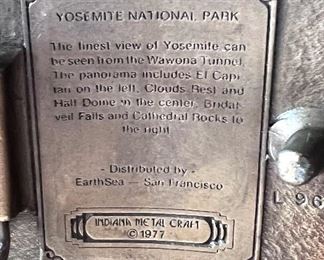 YOSEMITE NATIONAL PARK
The finest view of Yosemite can
be seen from the Wawona Tunnel.
The panorama includes El Capi-
tan on the left, Clouds Rest and
Half Dome in the center, Bridal-
veil Falls and Cathedral Rocks to
the right.
- Distributed by -
EarthSea — San Francisco
INDIANA METAL CRAFT
© 1977
L 96